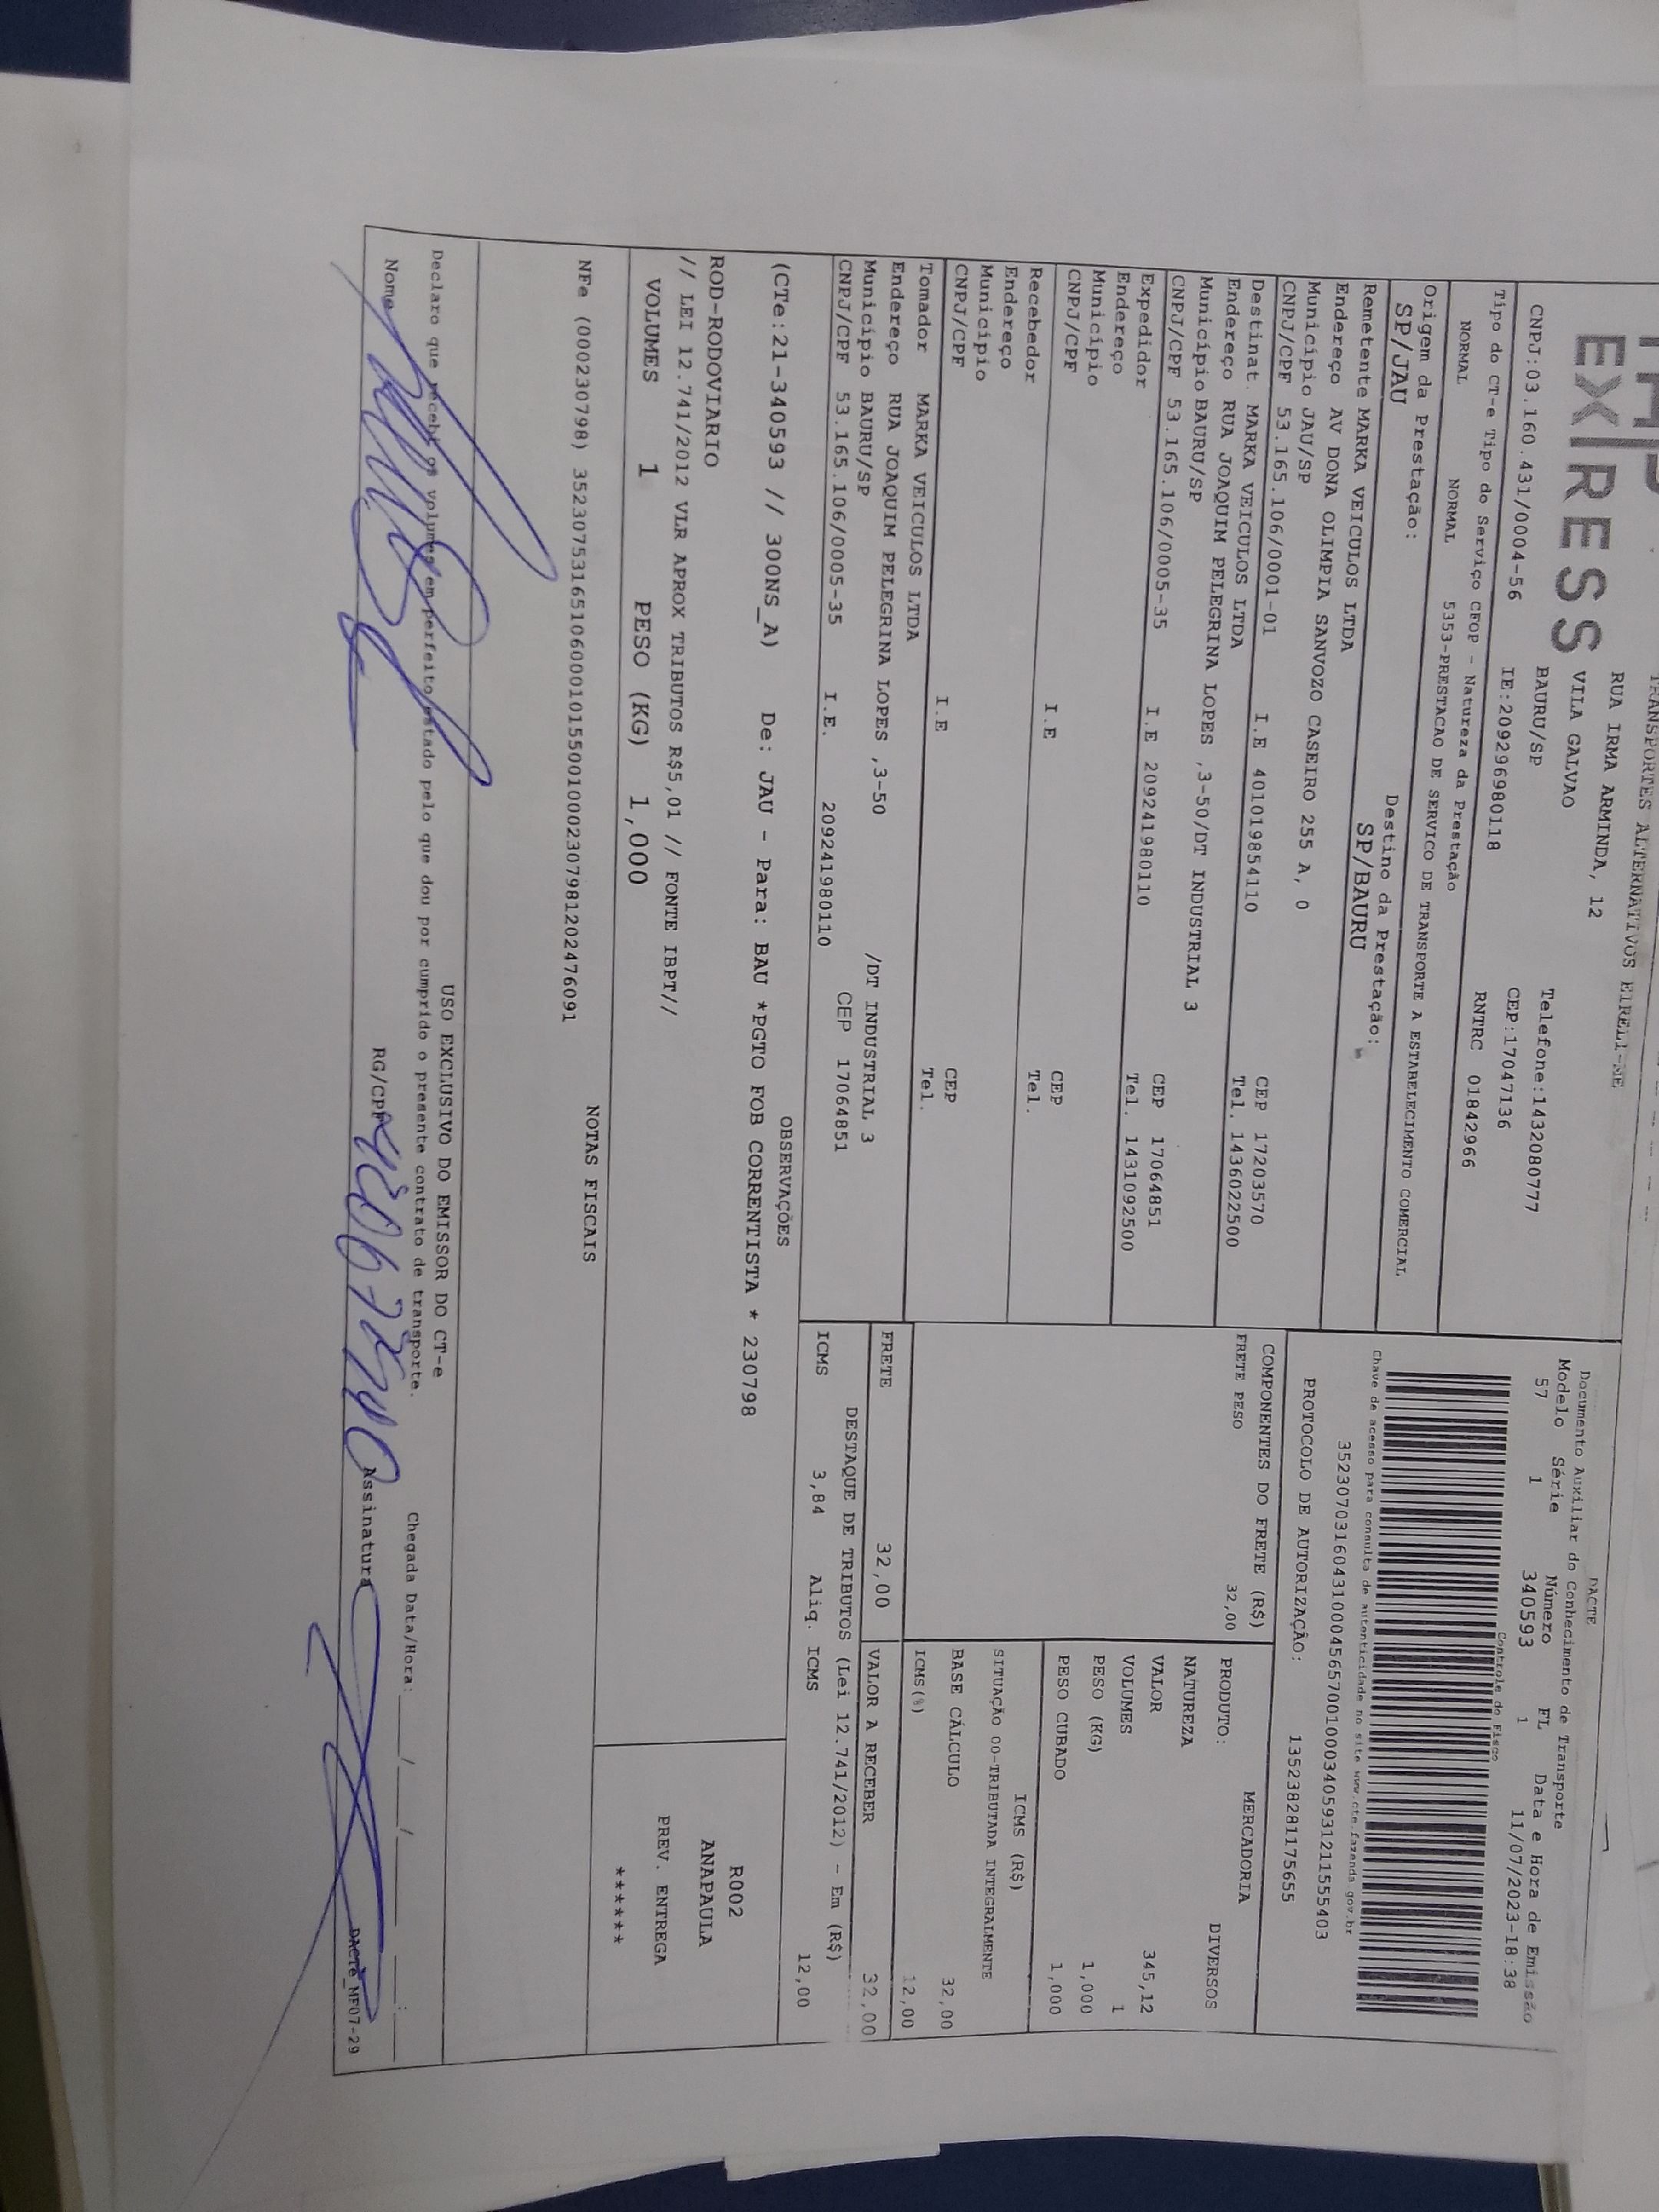 EXPRESS
TRANSPORTES ALTERNATIVOS EIRELI-ME
RUA IRMA ARMINDA, 12
VILA GALVAO
BAURU/SP
Telefone:1432080777
CEP:17047136
CNPJ:03.160.431/0004-56 IE:209296980118 RNTRC 01842966
Tipo do CT-e Tipo do Serviço CFOP - Natureza da Prestação
NORMAL NORMAL 5353-PRESTACAO DE SERVICO DE TRANSPORTE A ESTABELECIMENTO COMERCIAL
Origem da Prestação: Destino da Prestação:
SP/JAU SP/BAURU
DACTE
Documento Auxiliar do Conhecimento de Transporte
Modelo Série Número FL Data e Hora de Emissão
57 1 340593 1 11/07/2023-18:38
Controle do Fisco
Chave de acesso para consulta de autenticidade no site www.cte.fazenda.gov.br
35230703160431000456570010003405931211555403
PROTOCOLO DE AUTORIZAÇÃO: 135238281175655
Remetente MARKA VEICULOS LTDA
Endereço AV DONA OLIMPIA SANVOZO CASEIRO 255 A, 0
Município JAU/SP CEP 17203570
CNPJ/CPF 53.165.106/0001-01 I.E 401019854110 Tel. 1436022500
Destinat. MARKA VEICULOS LTDA
Endereço RUA JOAQUIM PELEGRINA LOPES ,3-50/DT INDUSTRIAL 3
Município BAURU/SP CEP 17064851
CNPJ/CPF 53.165.106/0005-35 I.E 209241980110 Tel. 1431092500
Expedidor
Endereço
Município CEP
CNPJ/CPF I.E Tel.
Recebedor
Endereço
Município CEP
CNPJ/CPF I.E Tel.
Tomador MARKA VEICULOS LTDA
Endereço RUA JOAQUIM PELEGRINA LOPES ,3-50 /DT INDUSTRIAL 3
Município BAURU/SP CEP 17064851
CNPJ/CPF 53.165.106/0005-35 I.E. 209241980110
COMPONENTES DO FRETE (R$)
FRETE PESO 32,00
MERCADORIA
PRODUTO: DIVERSOS
NATUREZA
VALOR 345,12
VOLUMES 1
PESO (KG) 1,000
PESO CUBADO 1,000
ICMS (R$)
SITUAÇÃO 00-TRIBUTADA INTEGRALMENTE
BASE CÁLCULO 32,00
ICMS(%) 12,00
FRETE 32,00 VALOR A RECEBER 32,00
DESTAQUE DE TRIBUTOS (Lei 12.741/2012) - Em (R$)
ICMS 3,84 Aliq. ICMS 12,00
OBSERVAÇÕES
(CTe:21-340593 // 300NS_A) De: JAU - Para: BAU *PGTO FOB CORRENTISTA * 230798
ROD-RODOVIARIO
// LEI 12.741/2012 VLR APROX TRIBUTOS R$5,01 // FONTE IBPT//
VOLUMES 1 PESO (KG) 1,000
R002
ANAPAULA
PREV. ENTREGA
*******
NOTAS FISCAIS
NFe (000230798) 35230753165106000101550010002307981202476091
USO EXCLUSIVO DO EMISSOR DO CT-e
Declaro que recebi os volumes em perfeito estado pelo que dou por cumprido o presente contrato de transporte.
Chegada Data/Hora:____/____/____ ____:____
Nome RG/CPF Assinatura
DACTE_MF07-29